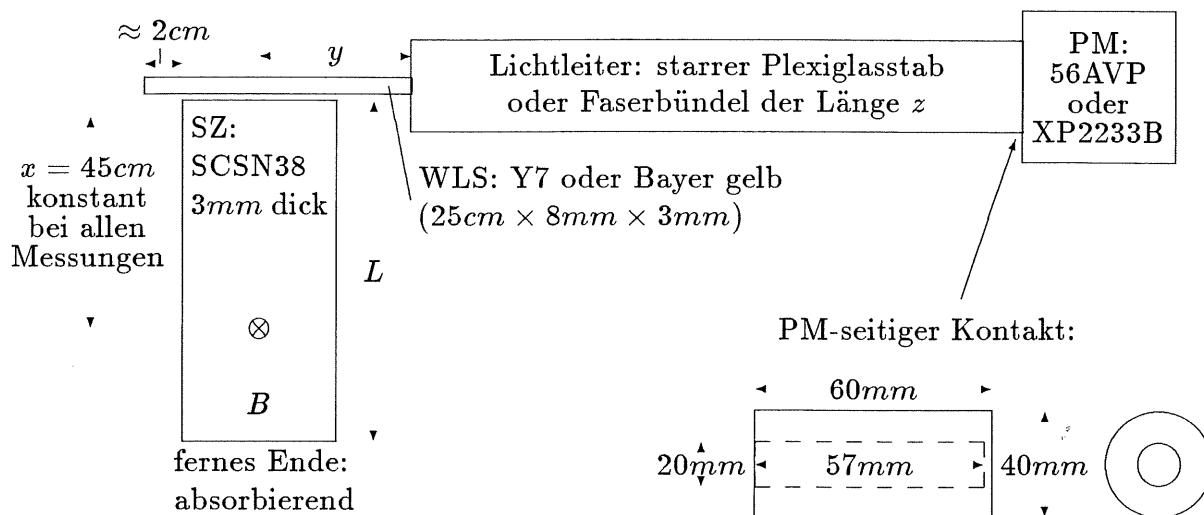 ≈ 2cm
y
Lichtleiter: starrer Plexiglasstab
oder Faserbündel der Länge z
PM:
56AVP
oder
XP2233B
x = 45cm
konstant
bei allen
Messungen
SZ:
SCSN38
3mm dick
WLS: Y7 oder Bayer gelb
(25cm × 8mm × 3mm)
L
B
fernes Ende:
absorbierend
PM-seitiger Kontakt:
60mm
20mm
57mm
40mm